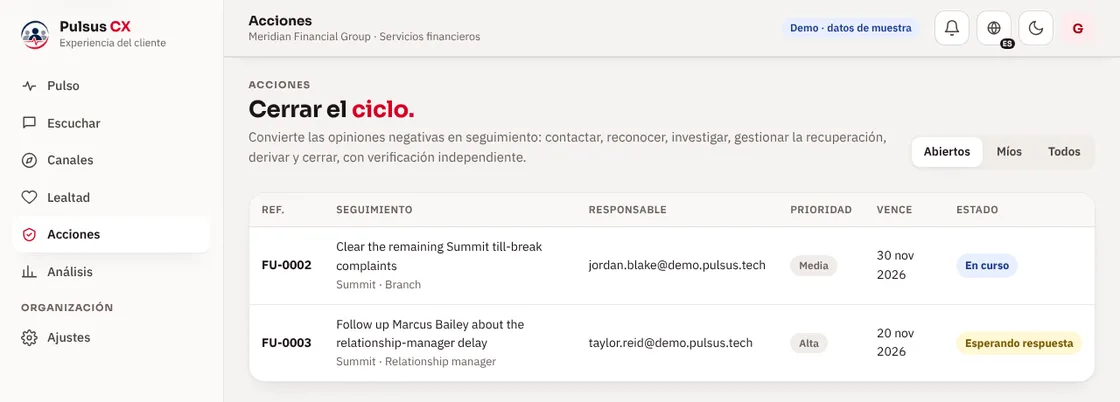 Pulsus CX
Experiencia del cliente
Pulso
Escuchar
Canales
Lealtad
Acciones
Análisis
ORGANIZACIÓN
Ajustes
Acciones
Meridian Financial Group · Servicios financieros
Demo · datos de muestra
ES
G
ACCIONES
Cerrar el ciclo.
Convierte las opiniones negativas en seguimiento: contactar, reconocer, investigar, gestionar la recuperación,
derivar y cerrar, con verificación independiente.
Abiertos Míos Todos
REF. SEGUIMIENTO RESPONSABLE PRIORIDAD VENCE ESTADO
FU-0002
Clear the remaining Summit till-break
complaints
Summit · Branch
jordan.blake@demo.pulsus.tech
Media
30 nov
2026
En curso
FU-0003
Follow up Marcus Bailey about the
relationship-manager delay
Summit · Relationship manager
taylor.reid@demo.pulsus.tech
Alta
20 nov
2026
Esperando respuesta